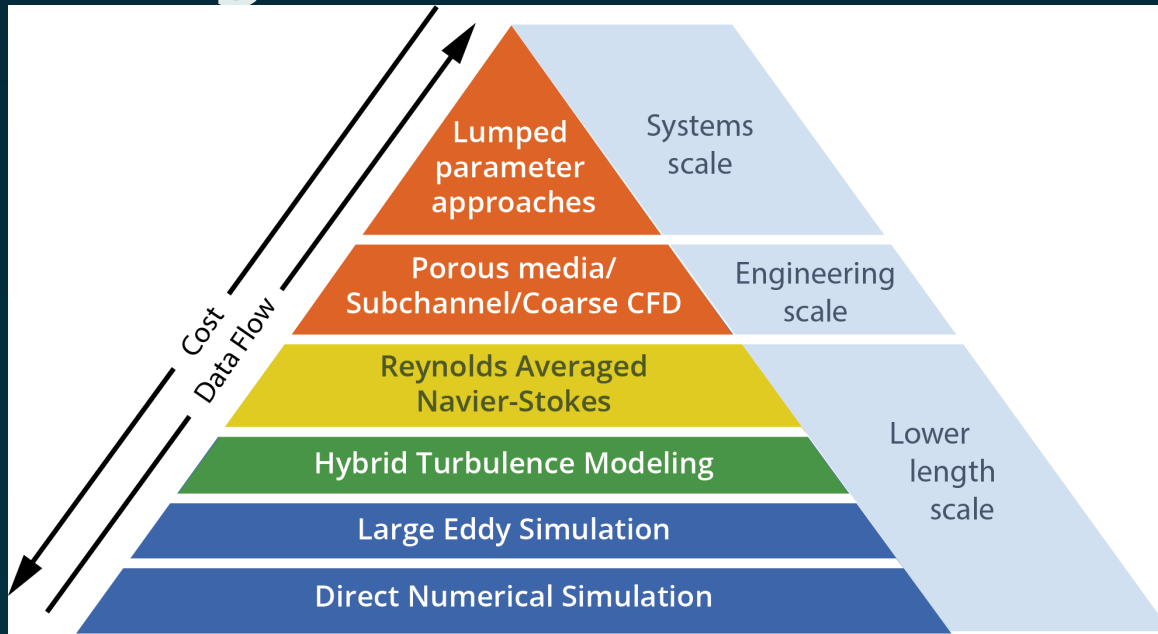 Lumped
parameter
approaches
Systems
scale
Porous media/
Subchannel/Coarse CFD
Engineering
scale
Cost
Data Flow
Reynolds Averaged
Navier-Stokes
Hybrid Turbulence Modeling
Lower
length
scale
Large Eddy Simulation
Direct Numerical Simulation